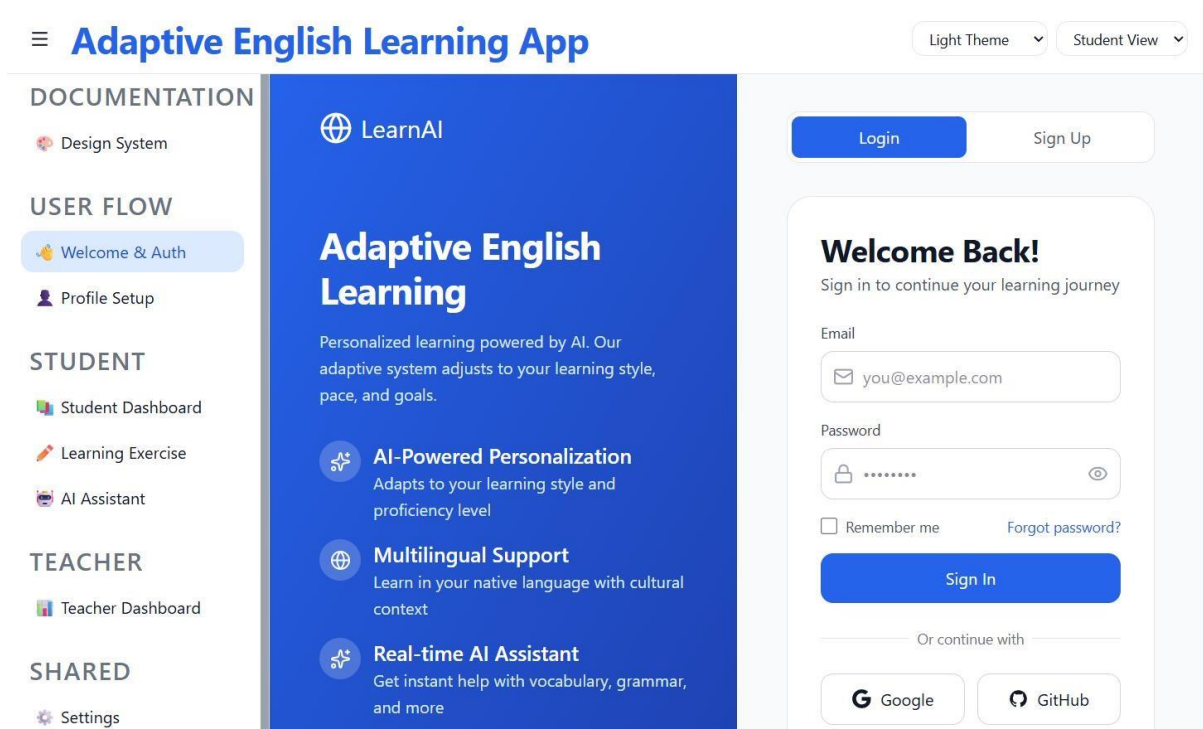 Adaptive English Learning App
Light Theme
Student View
DOCUMENTATION
Design System
USER FLOW
Welcome & Auth
Profile Setup
STUDENT
Student Dashboard
Learning Exercise
AI Assistant
TEACHER
Teacher Dashboard
SHARED
Settings
LearnAI
Adaptive English
Learning
Personalized learning powered by AI. Our
adaptive system adjusts to your learning style,
pace, and goals.
AI-Powered Personalization
Adapts to your learning style and
proficiency level
Multilingual Support
Learn in your native language with cultural
context
Real-time AI Assistant
Get instant help with vocabulary, grammar,
and more
Login
Sign Up
Welcome Back!
Sign in to continue your learning journey
Email
you@example.com
Password
••••••••
Remember me
Forgot password?
Sign In
Or continue with
Google
GitHub